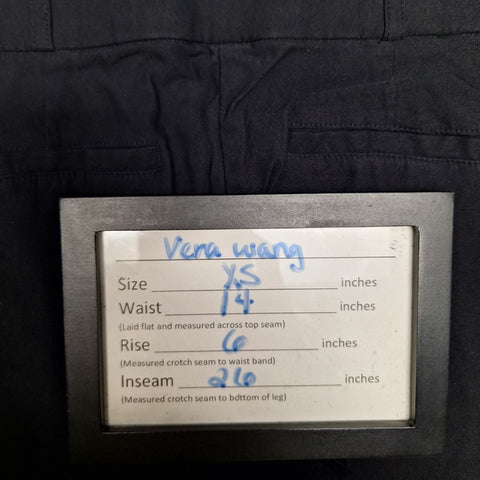 Vera wang
Size XS inches
Waist 14 inches
(Laid flat and measured across top seam)
Rise 6 inches
(Measured crotch seam to waist band)
Inseam 26 inches
(Measured crotch seam to bottom of leg)